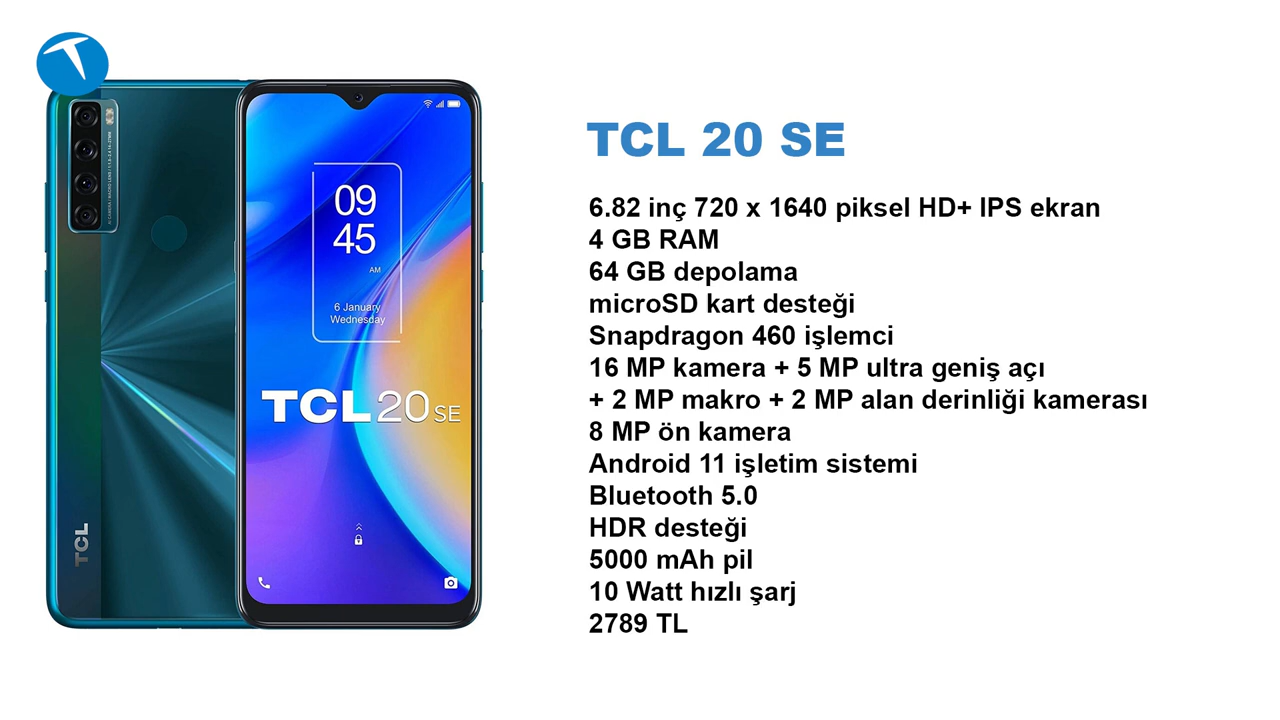 TCL 20 SE
6.82 inç 720 x 1640 piksel HD+ IPS ekran
4 GB RAM
64 GB depolama
microSD kart desteği
Snapdragon 460 işlemci
16 MP kamera + 5 MP ultra geniş açı
+ 2 MP makro + 2 MP alan derinliği kamerası
8 MP ön kamera
Android 11 işletim sistemi
Bluetooth 5.0
HDR desteği
5000 mAh pil
10 Watt hızlı şarj
2789 TL
09
45
AM
6 January
Wednesday
TCL 20 SE
TCL